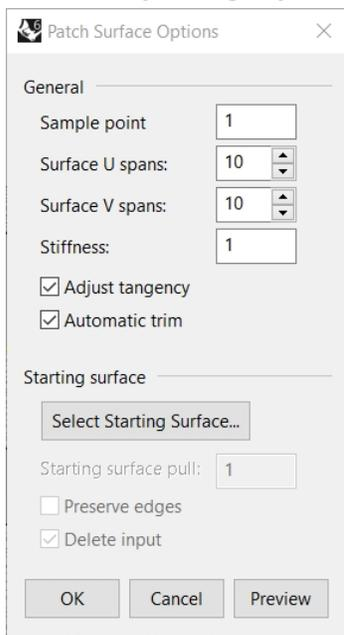 6
Patch Surface Options
General
Sample point 1
Surface U spans: 10
Surface V spans: 10
Stiffness: 1
Adjust tangency
Automatic trim
Starting surface
Select Starting Surface...
Starting surface pull: 1
Preserve edges
Delete input
OK Cancel Preview